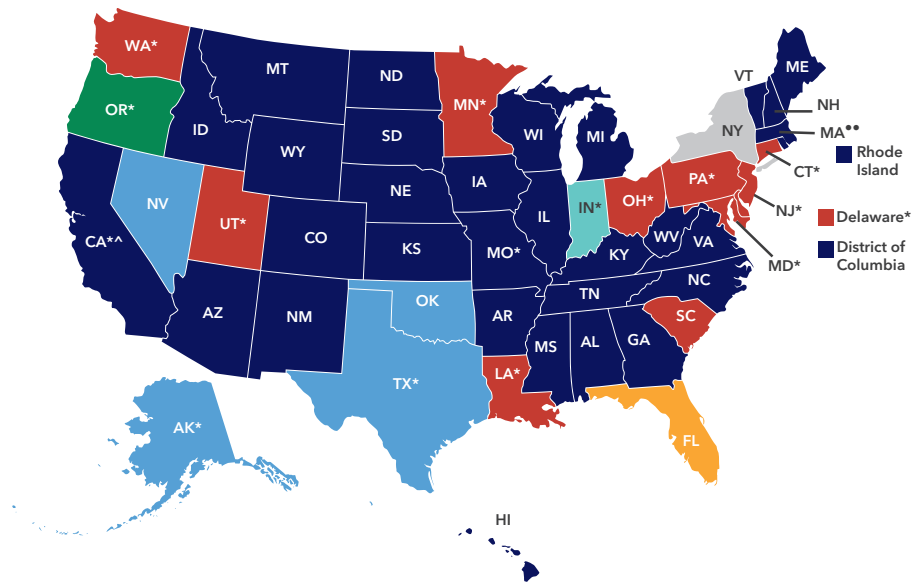 WA*
OR*
ID
MT
ND
MN*
SD
WY
NE
IA
WI
MI
NV
UT*
CO
KS
CA*^
AZ
NM
OK
TX*
MO*
AR
LA*
IL
IN*
OH*
KY
WV
VA
TN
NC
SC
MS
AL
GA
FL
PA*
NY
VT
ME
NH
MA••
Rhode
Island
CT*
NJ*
Delaware*
District of
Columbia
MD*
AK*
HI